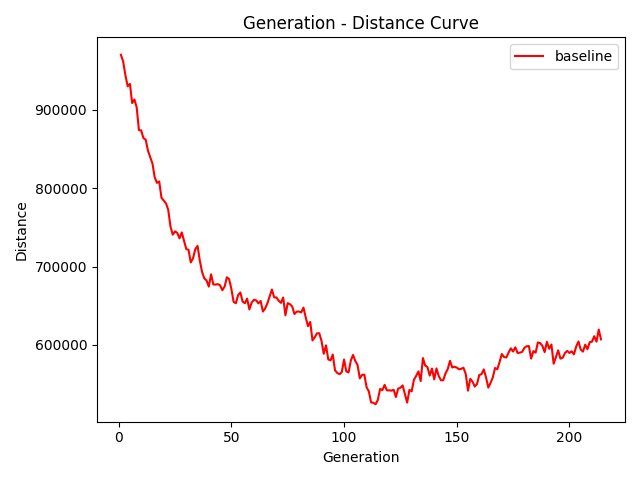 Generation - Distance Curve
baseline
900000
800000
700000
600000
Distance
0 50 100 150 200
Generation